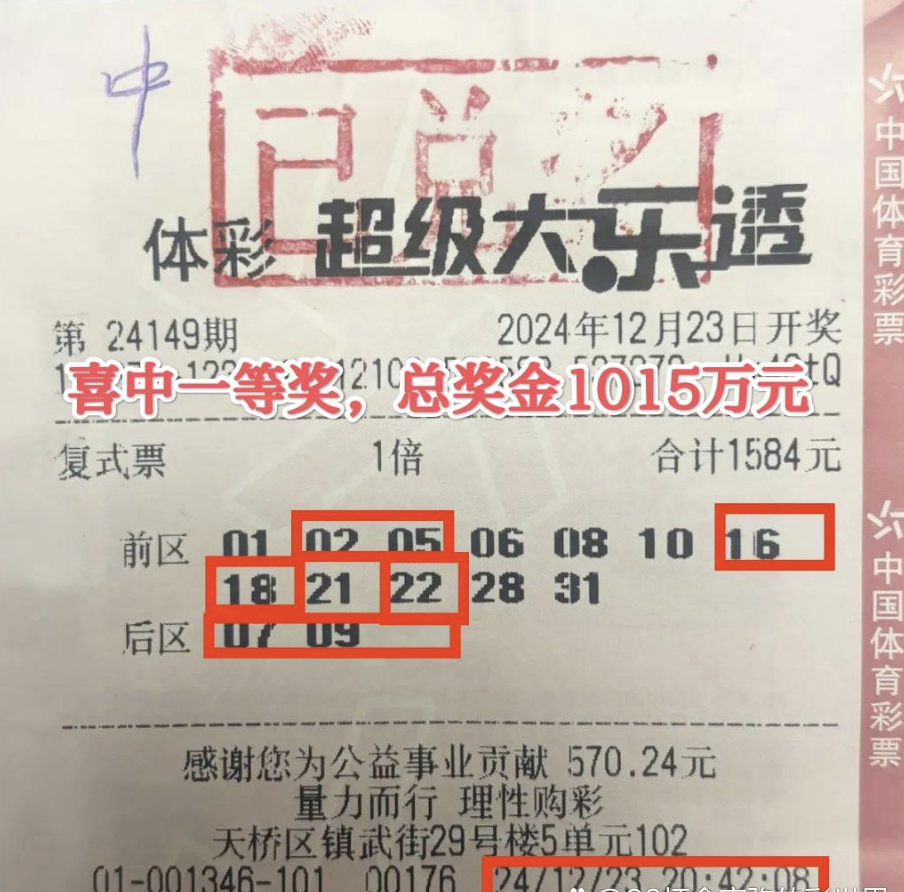 中
已兑奖
体彩 超级大乐透
第 24149期 2024年12月23日开奖
喜中一等奖，总奖金1015万元
复式票 1倍 合计1584元
前区 01 02 05 06 08 10 16
18 21 22 28 31
后区 07 09
感谢您为公益事业贡献 570.24元
量力而行 理性购彩
天桥区镇武街29号楼5单元102
01-001346-101 00176 24/12/23 20:42:08
中国体育彩票
中国体育彩票